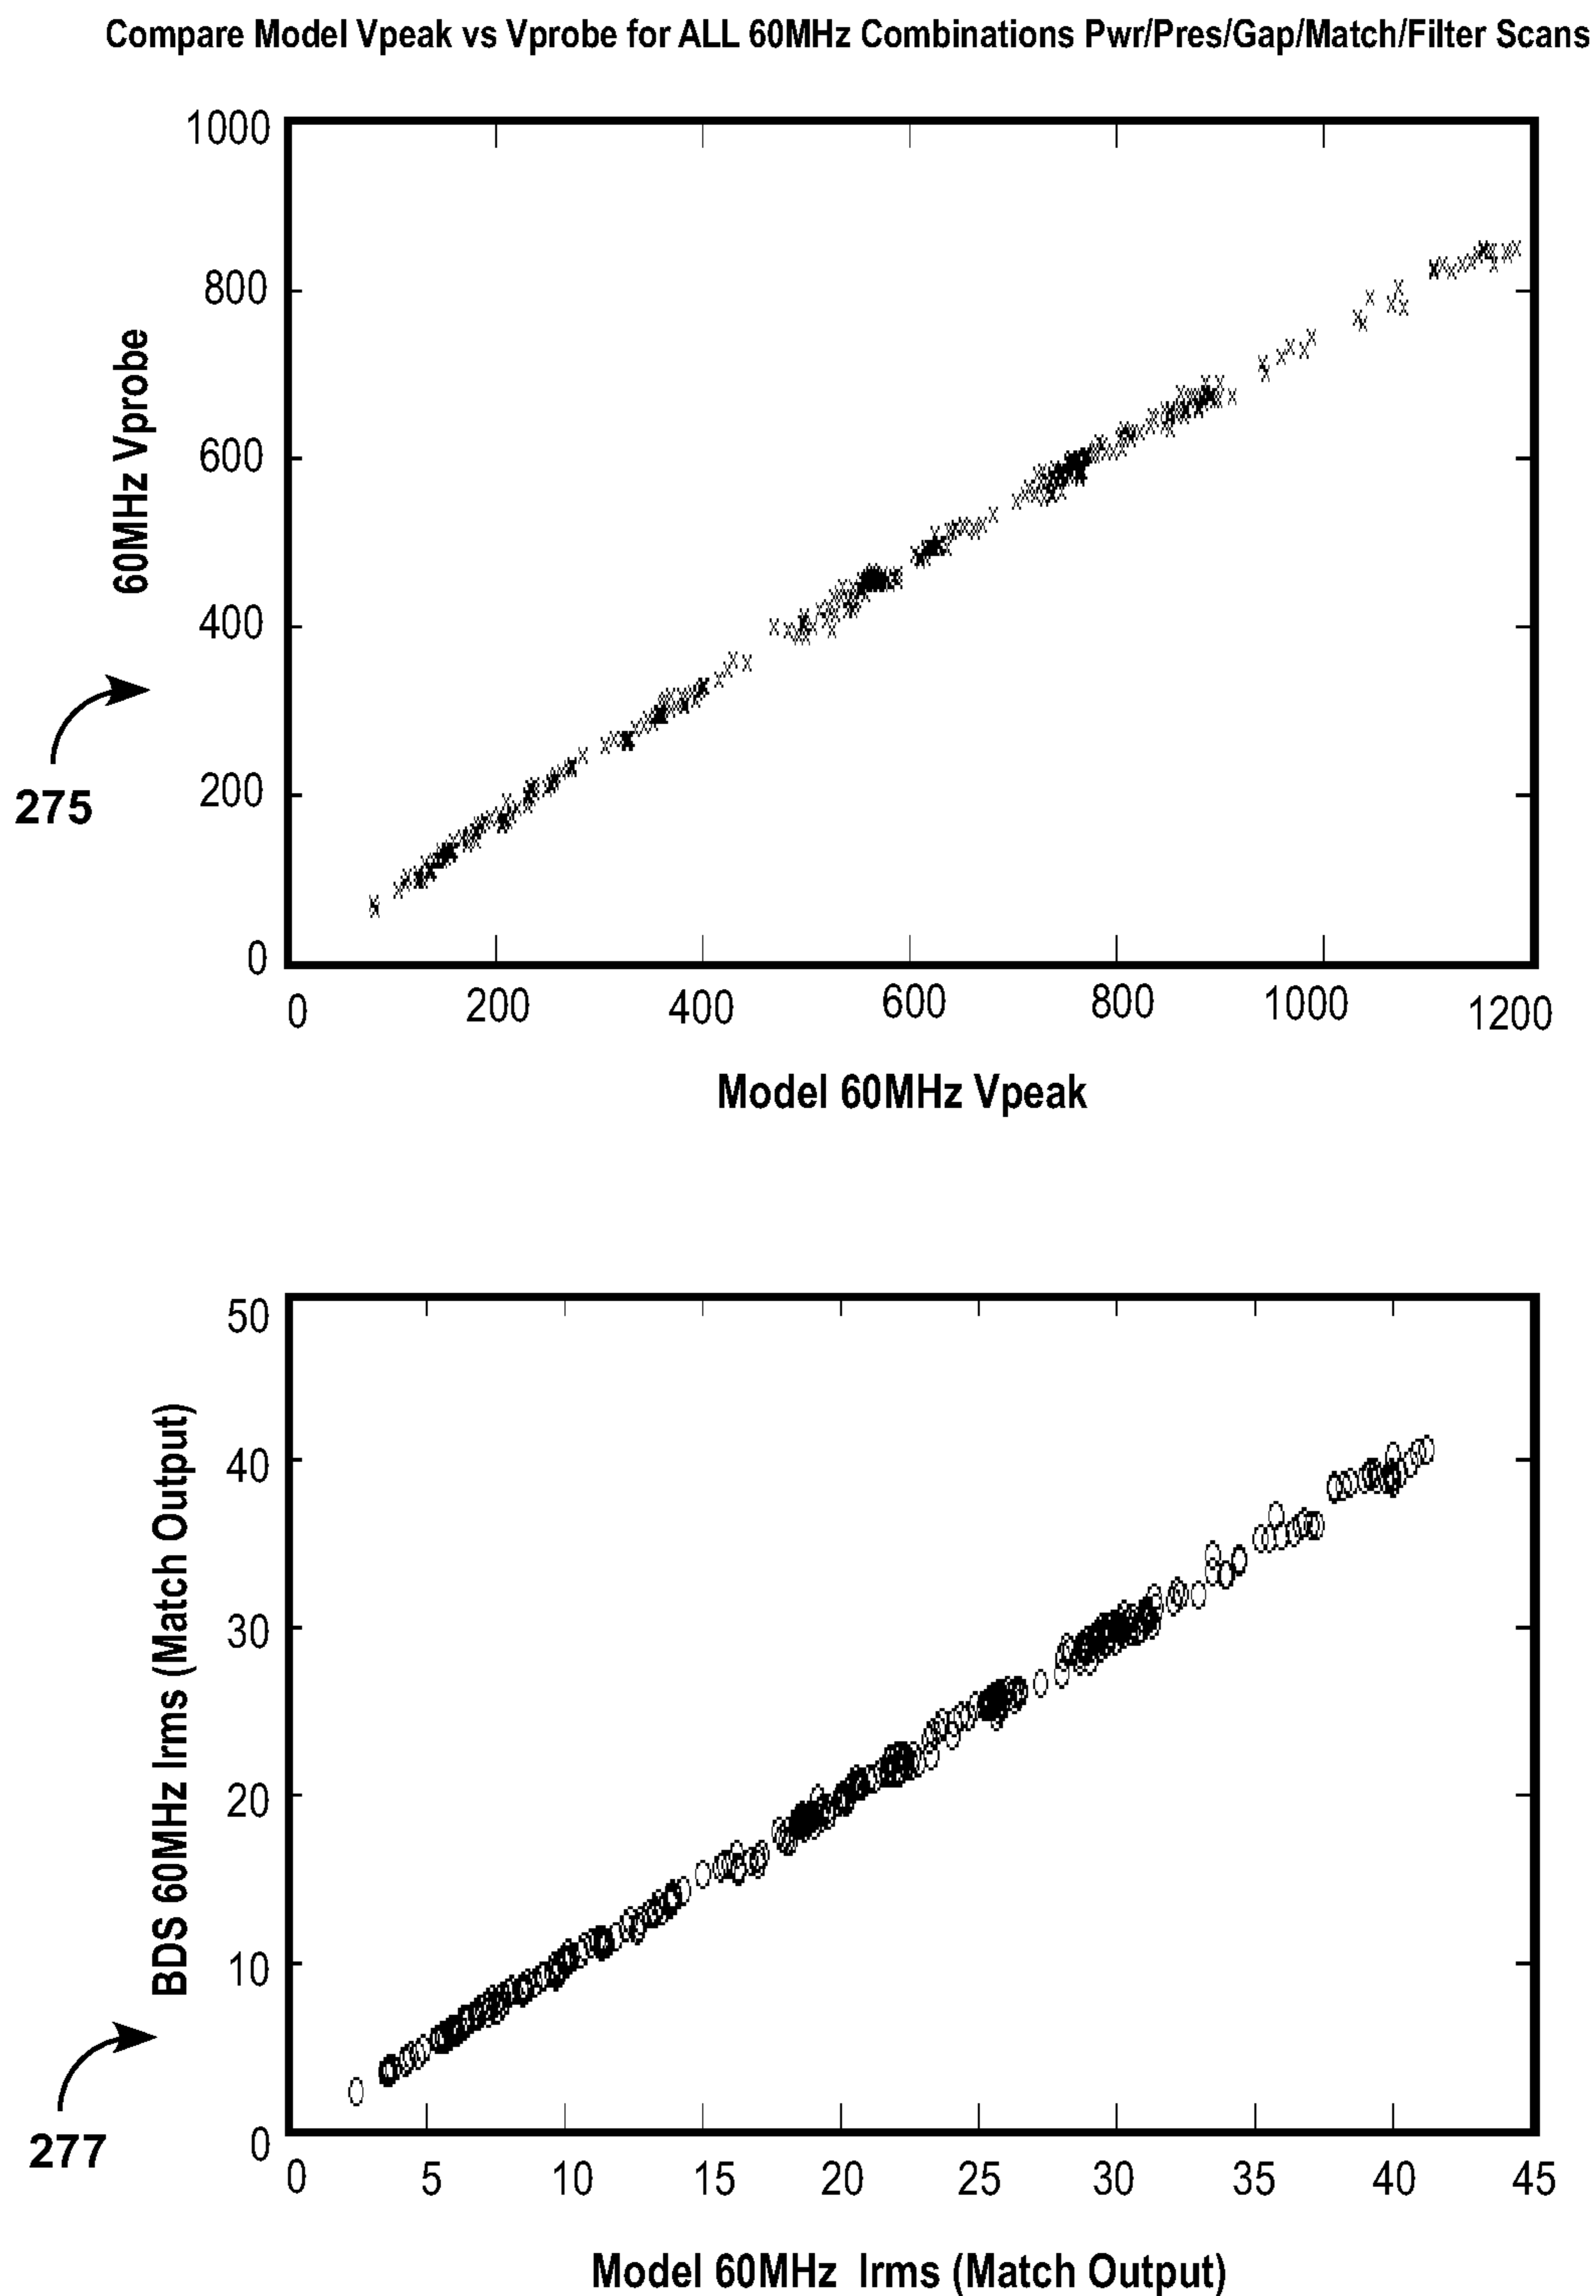 Compare Model Vpeak vs Vprobe for ALL 60MHz Combinations Pwr/Pres/Gap/Match/Filter Scans
1000
800
600
400
200
0
60MHz Vprobe
275
0 200 400 600 800 1000 1200
Model 60MHz Vpeak
50
40
30
20
10
0
BDS 60MHz Irms (Match Output)
277
0 5 10 15 20 25 30 35 40 45
Model 60MHz Irms (Match Output)